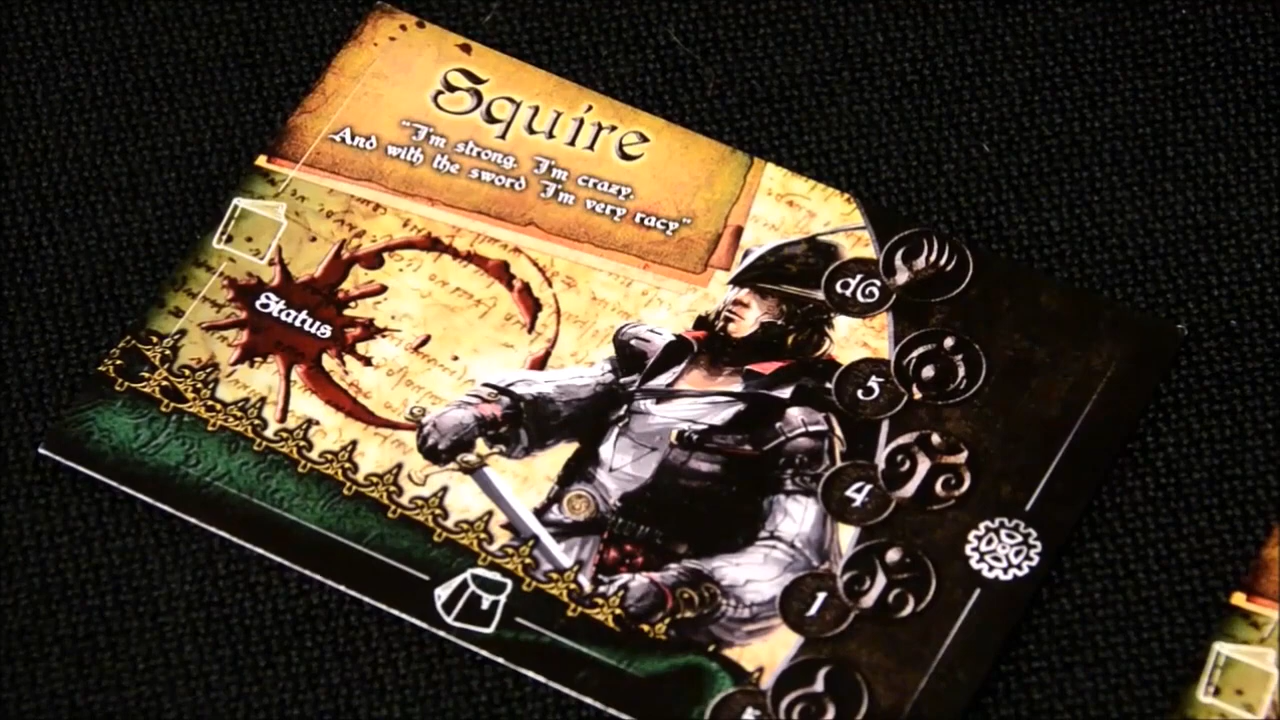 Squire
"I'm strong. I'm crazy.
And with the sword I'm very racy"
Status
d6
5
4
1